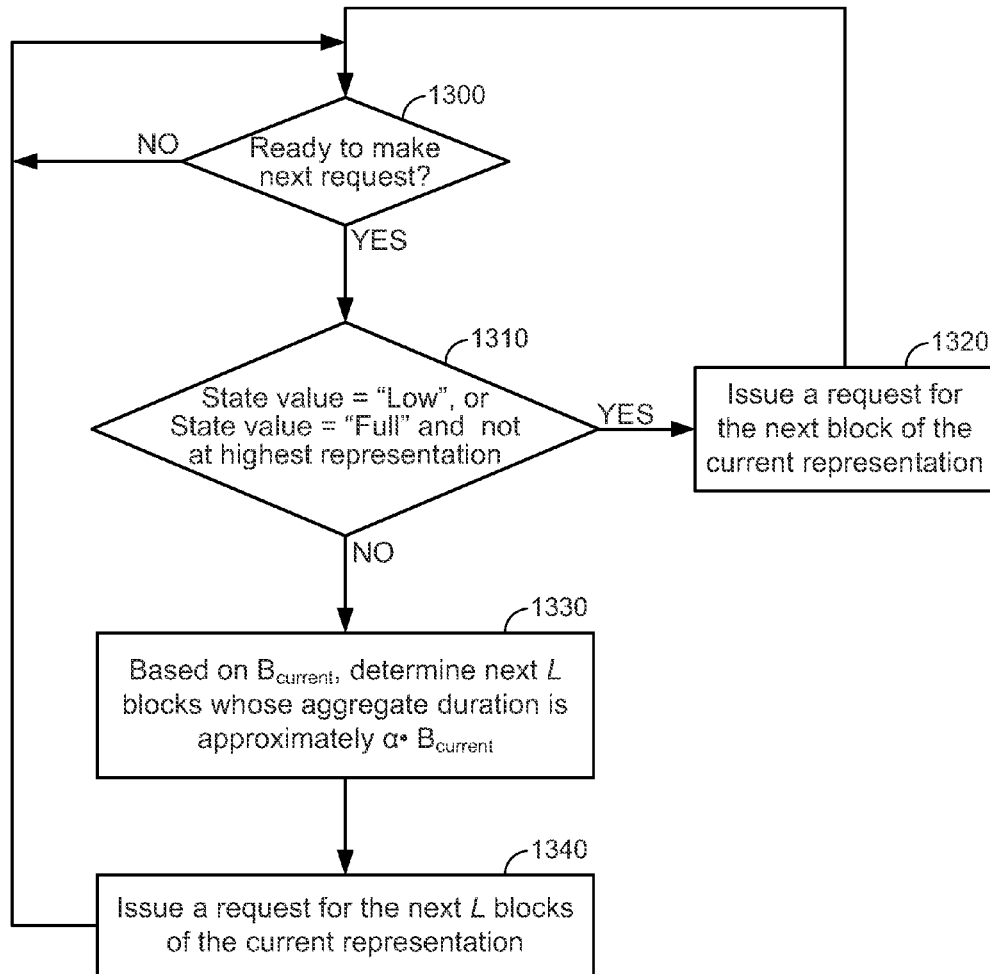 1300
NO
Ready to make
next request?
YES
1310
1320
State value = “Low”, or
State value = “Full” and not
at highest representation
YES
Issue a request for
the next block of the
current representation
NO
1330
Based on Bcurrent, determine next L
blocks whose aggregate duration is
approximately α• Bcurrent
1340
Issue a request for the next L blocks
of the current representation